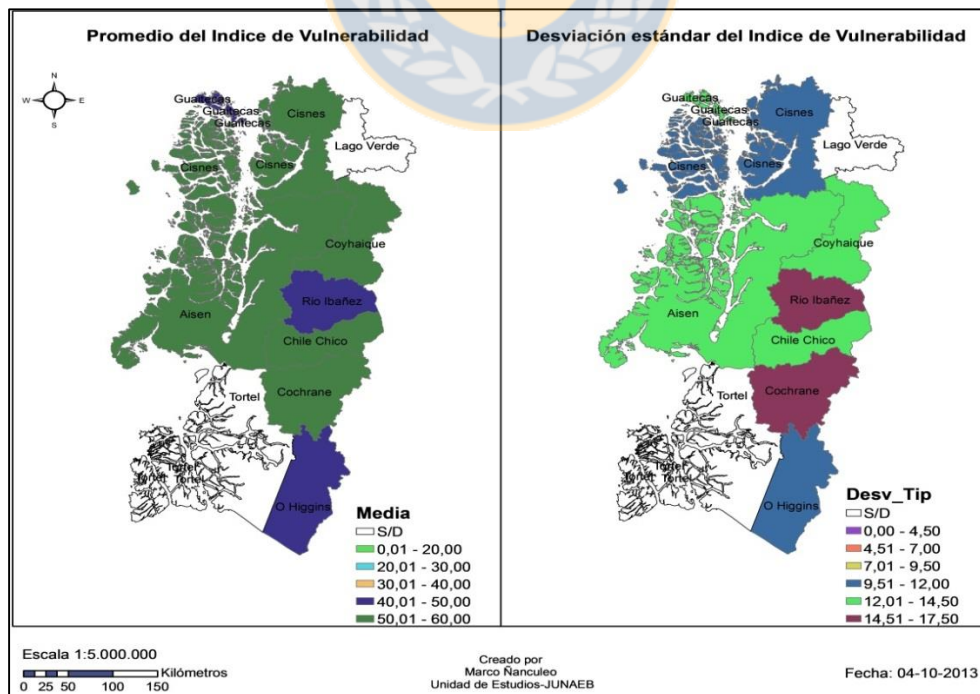 Promedio del Indice de Vulnerabilidad
N
W
E
S
Guaitecas
Guaitecas
Guaitecas
Cisnes
Lago Verde
Cisnes
Cisnes
Coyhaique
Rio Ibañez
Aisen
Chile Chico
Cochrane
Tortel
Tortel
Tortel
Tortel
O Higgins
Media
S/D
0,01 - 20,00
20,01 - 30,00
30,01 - 40,00
40,01 - 50,00
50,01 - 60,00
Desviación estándar del Indice de Vulnerabilidad
Guaitecas
Guaitecas
Guaitecas
Cisnes
Lago Verde
Cisnes
Cisnes
Coyhaique
Rio Ibañez
Aisen
Chile Chico
Cochrane
Tortel
Tortel
Tortel
Tortel
O Higgins
Desv_Tip
S/D
0,00 - 4,50
4,51 - 7,00
7,01 - 9,50
9,51 - 12,00
12,01 - 14,50
14,51 - 17,50
Escala 1:5.000.000
Kilómetros
0 25 50 100 150
Creado por
Marco Ñanculeo
Unidad de Estudios-JUNAEB
Fecha: 04-10-2013